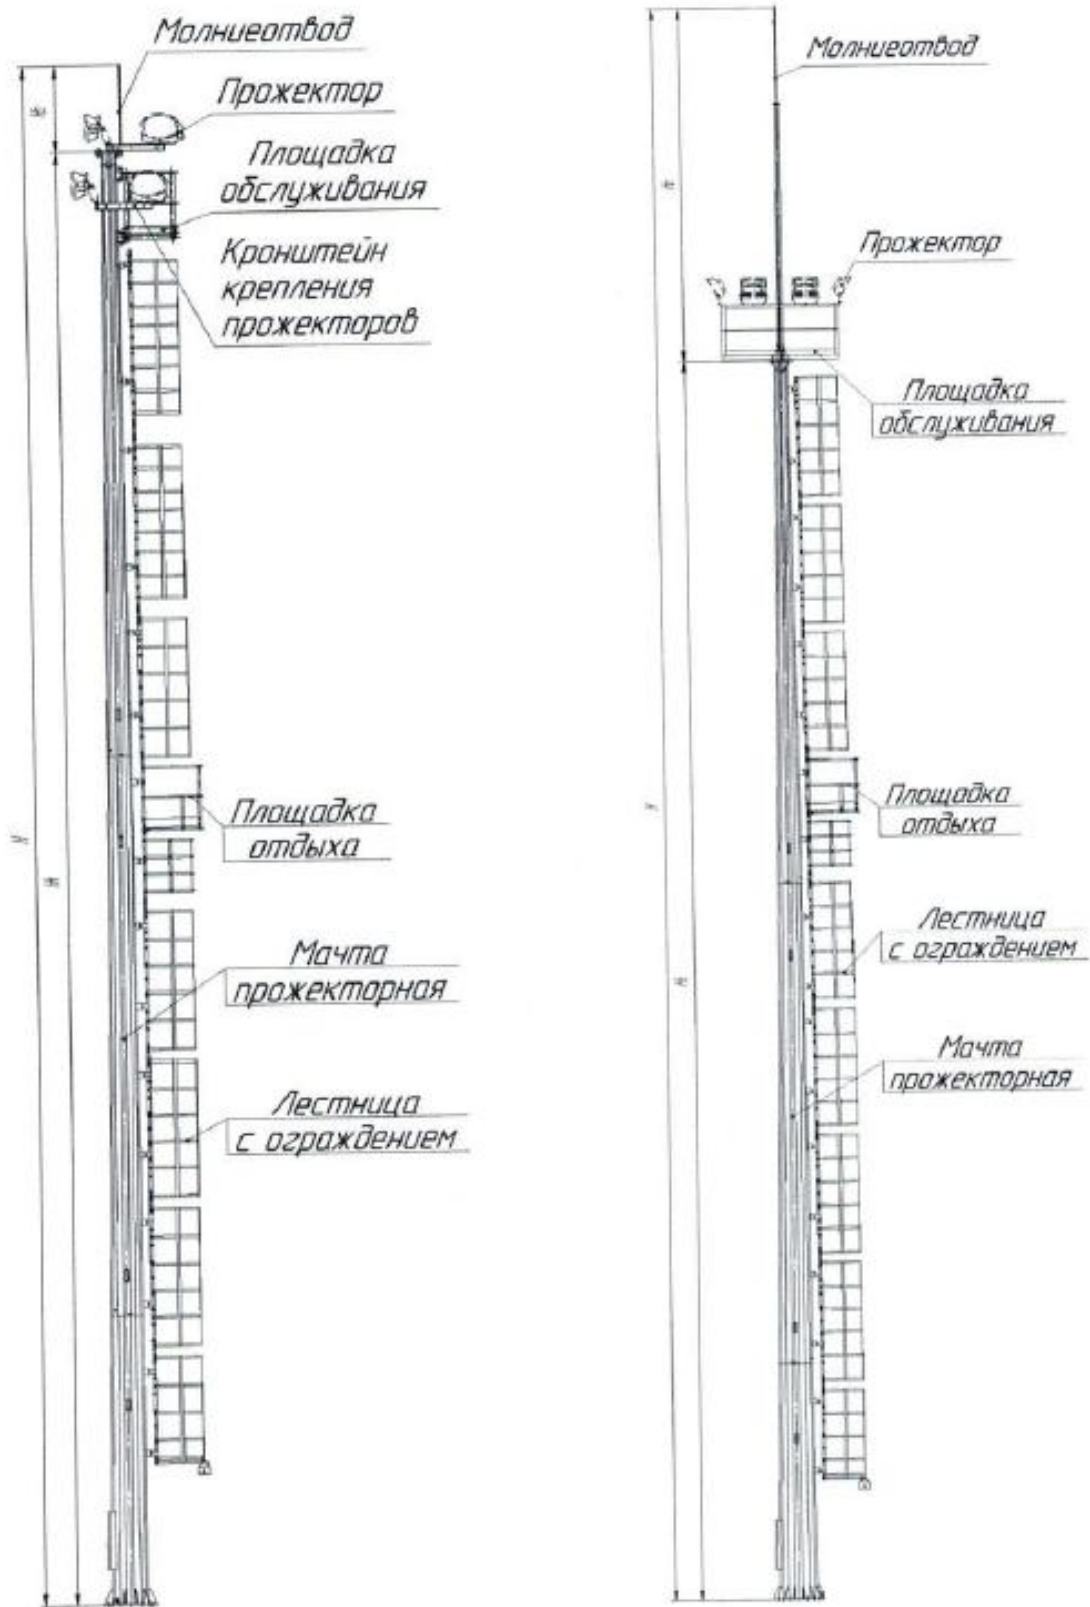 Молниеотвод
Прожектор
Площадка
обслуживания
Кронштейн
крепления
прожекторов
Площадка
отдыха
Мачта
прожекторная
Лестница
с ограждением
Молниеотвод
Прожектор
Площадка
обслуживания
Площадка
отдыха
Лестница
с ограждением
Мачта
прожекторная